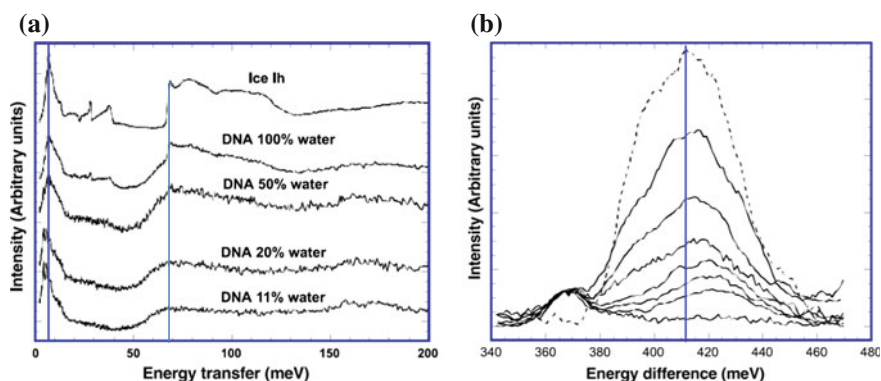 (a)
Intensity (Arbitrary units)
Ice Ih
DNA 100% water
DNA 50% water
DNA 20% water
DNA 11% water
0 50 100 150 200
Energy transfer (meV)
(b)
Intensity (Arbitrary units)
340 360 380 400 420 440 460 480
Energy difference (meV)